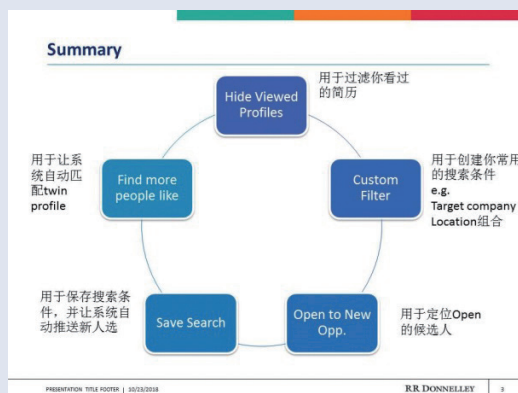 Summary
Hide Viewed
Profiles
用于过滤你看过
的简历
Custom
Filter
用于创建你常用
的搜索条件
e.g.
Target company
Location组合
Open to New
Opp.
用于定位Open
的候选人
Save Search
用于保存搜索条
件，并让系统自
动推送新人选
Find more
people like
用于让系
统自动匹
配twin
profile
PRESENTATION TITLE FOOTER | 10/23/2018
RR DONNELLEY
3